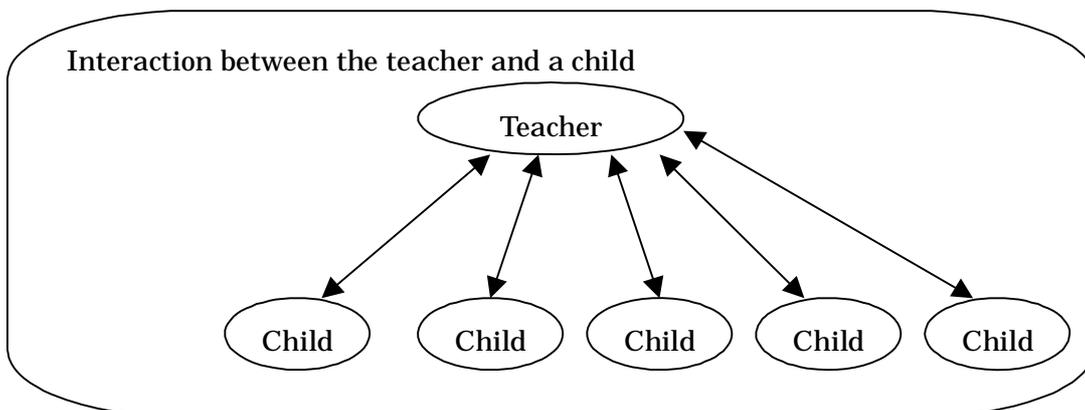 Interaction between the teacher and a child
Teacher
Child Child Child Child Child